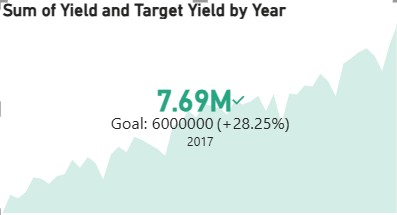 Sum of Yield and Target Yield by Year
7.69M✓
Goal: 6000000 (+28.25%)
2017